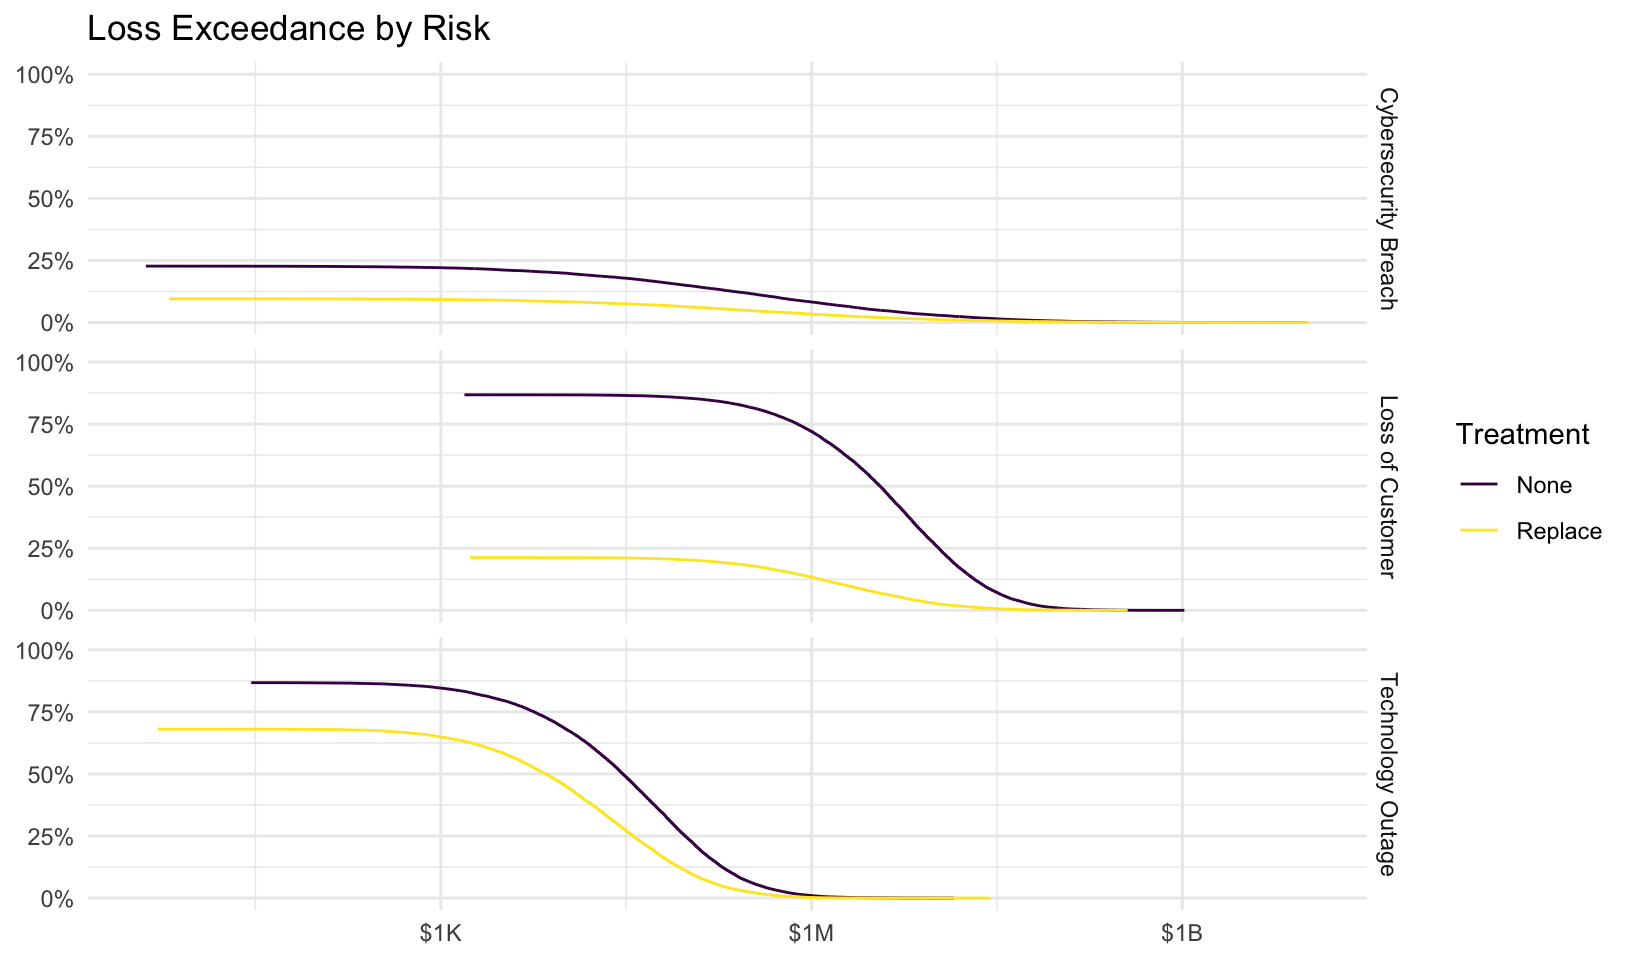 Loss Exceedance by Risk
100%
75%
50%
25%
0%
Cybersecurity Breach
100%
75%
50%
25%
0%
Loss of Customer
100%
75%
50%
25%
0%
Technology Outage
$1K
$1M
$1B
Treatment
None
Replace